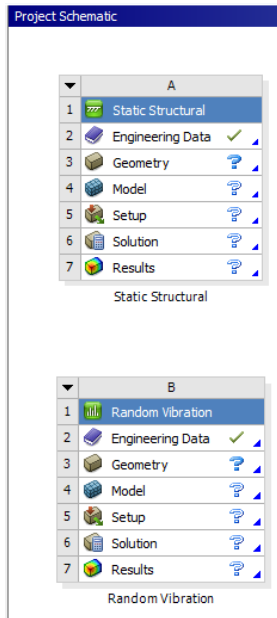 Project Schematic
A
1 Static Structural
2 Engineering Data
3 Geometry ?
4 Model ?
5 Setup ?
6 Solution ?
7 Results ?
Static Structural
B
1 Random Vibration
2 Engineering Data
3 Geometry ?
4 Model ?
5 Setup ?
6 Solution ?
7 Results ?
Random Vibration